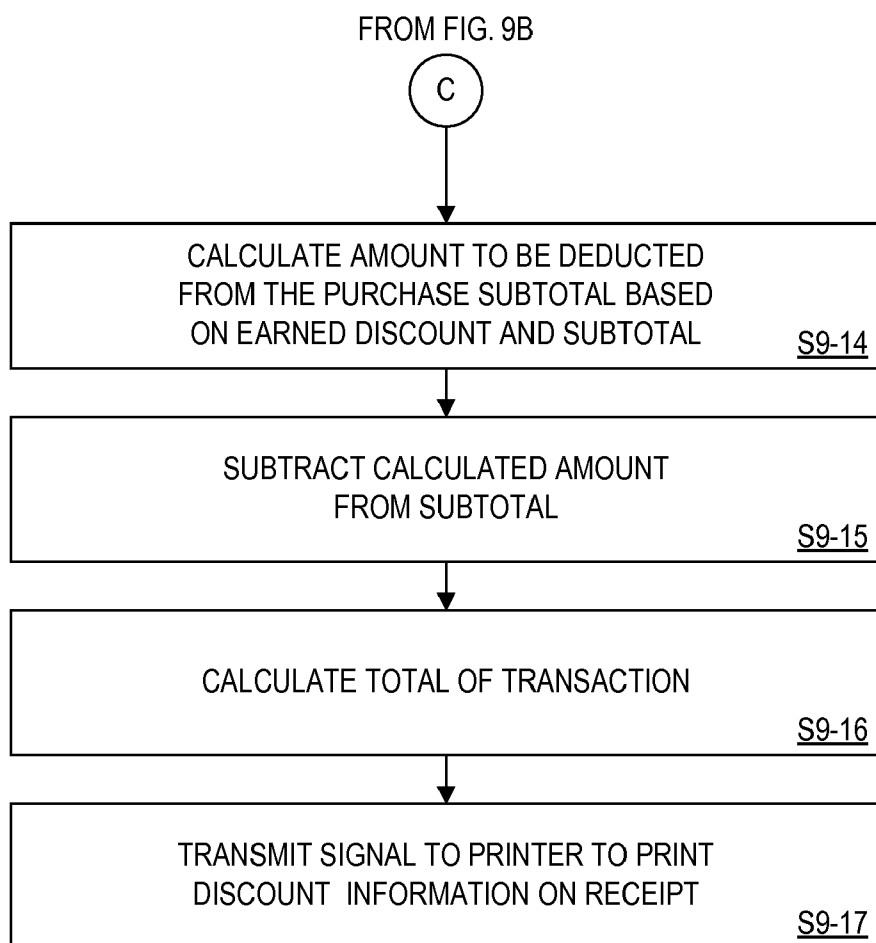 FROM FIG. 9B
C
CALCULATE AMOUNT TO BE DEDUCTED
FROM THE PURCHASE SUBTOTAL BASED
ON EARNED DISCOUNT AND SUBTOTAL
S9-14
SUBTRACT CALCULATED AMOUNT
FROM SUBTOTAL
S9-15
CALCULATE TOTAL OF TRANSACTION
S9-16
TRANSMIT SIGNAL TO PRINTER TO PRINT
DISCOUNT INFORMATION ON RECEIPT
S9-17